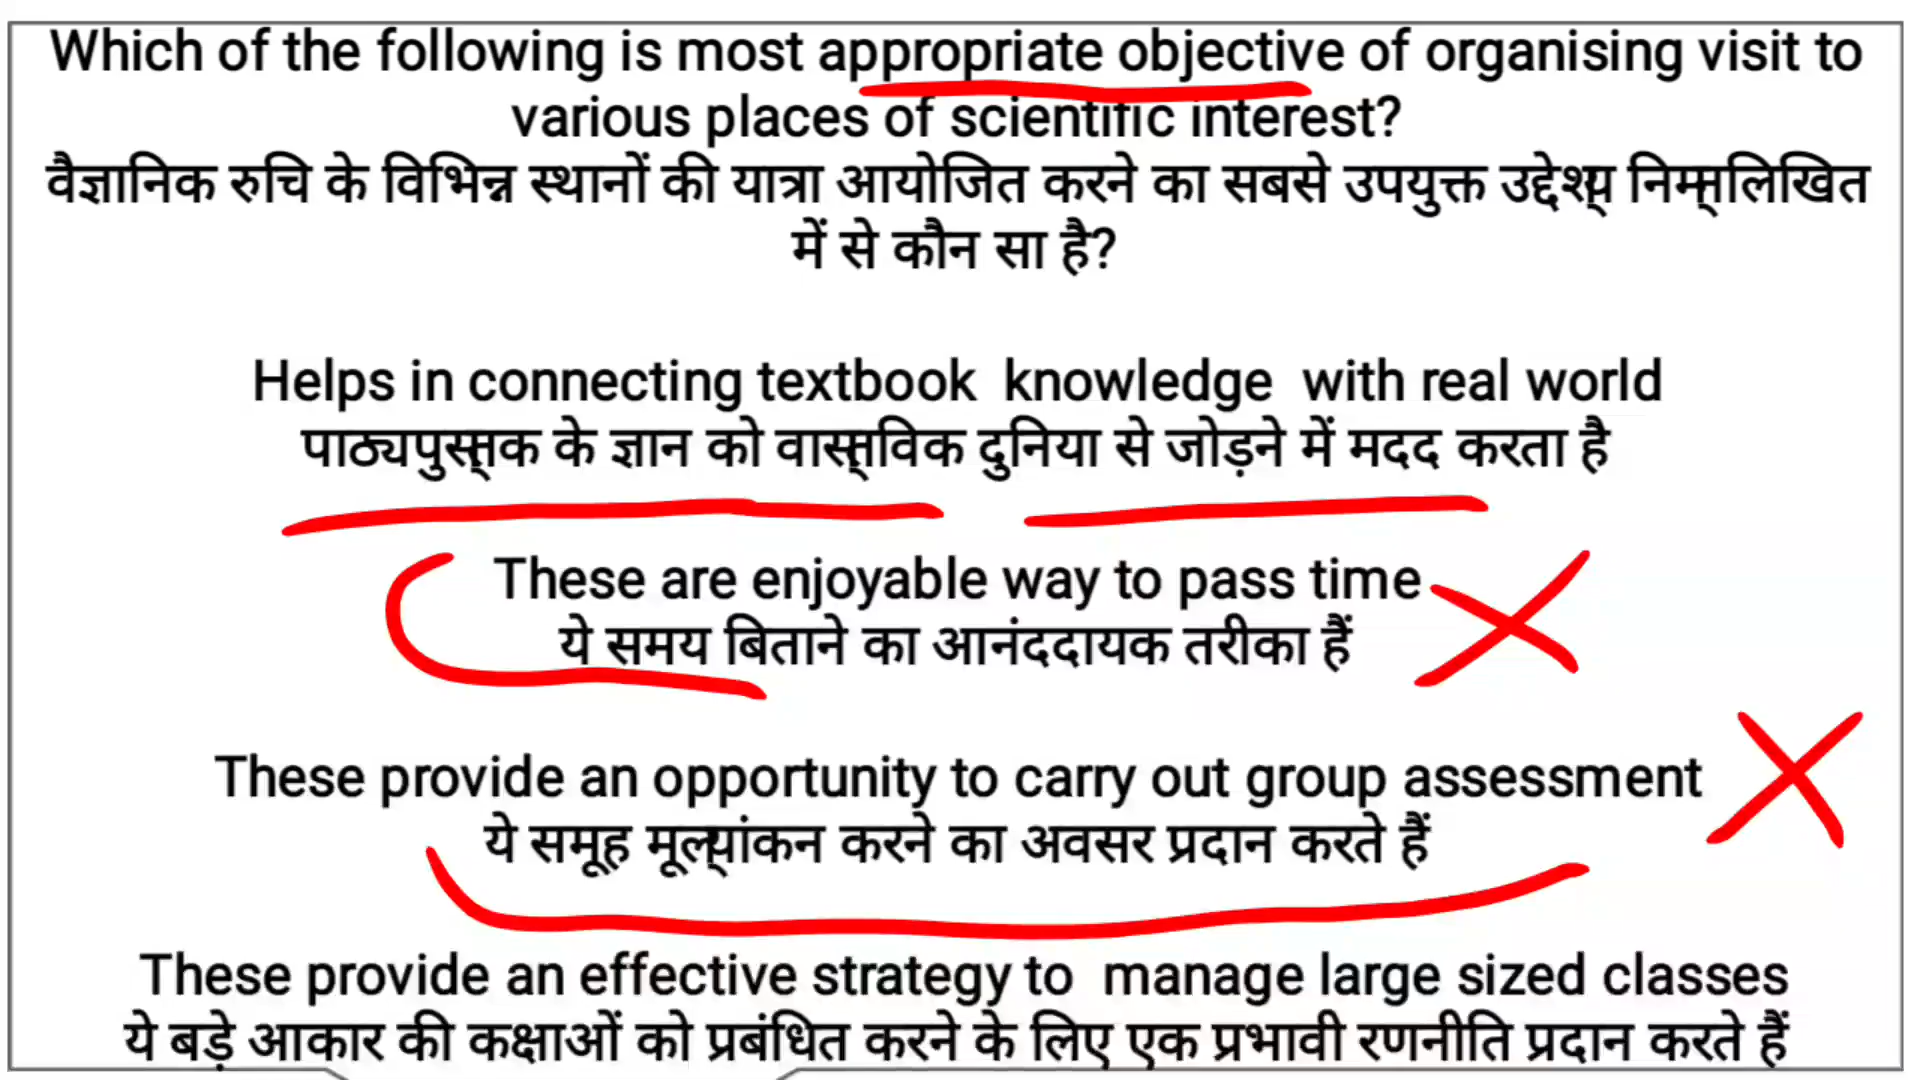 Which of the following is most appropriate objective of organising visit to
various places of scientific interest?
वैज्ञानिक रुचि के विभिन्न स्थानों की यात्रा आयोजित करने का सबसे उपयुक्त उद्देश्य निम्नलिखित
में से कौन सा है?
Helps in connecting textbook knowledge with real world
पाठ्यपुस्तक के ज्ञान को वास्तविक दुनिया से जोड़ने में मदद करता है
These are enjoyable way to pass time
ये समय बिताने का आनंददायक तरीका हैं
These provide an opportunity to carry out group assessment
ये समूह मूल्यांकन करने का अवसर प्रदान करते हैं
These provide an effective strategy to manage large sized classes
ये बड़े आकार की कक्षाओं को प्रबंधित करने के लिए एक प्रभावी रणनीति प्रदान करते हैं